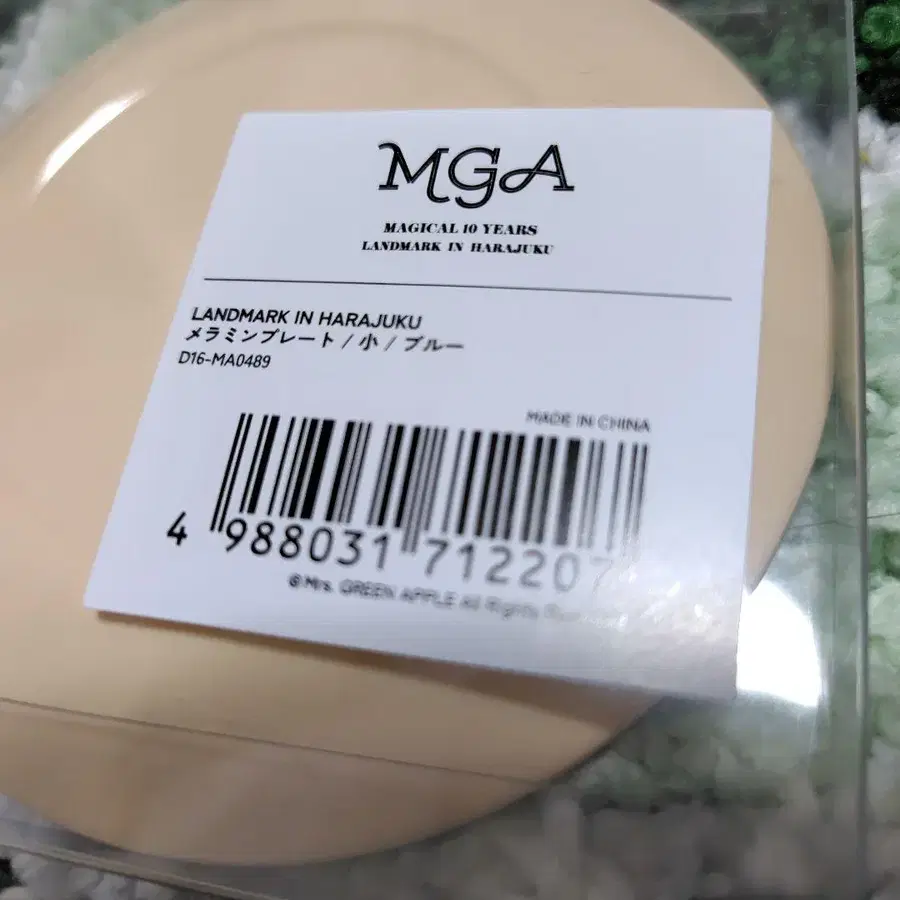 MGA
MAGICAL 10 YEARS
LANDMARK IN HARAJUKU
LANDMARK IN HARAJUKU
メラミンプレート / 小 / ブルー
D16-MA0489
MADE IN CHINA
4 988031 712207
©Mrs. GREEN APPLE All Rights